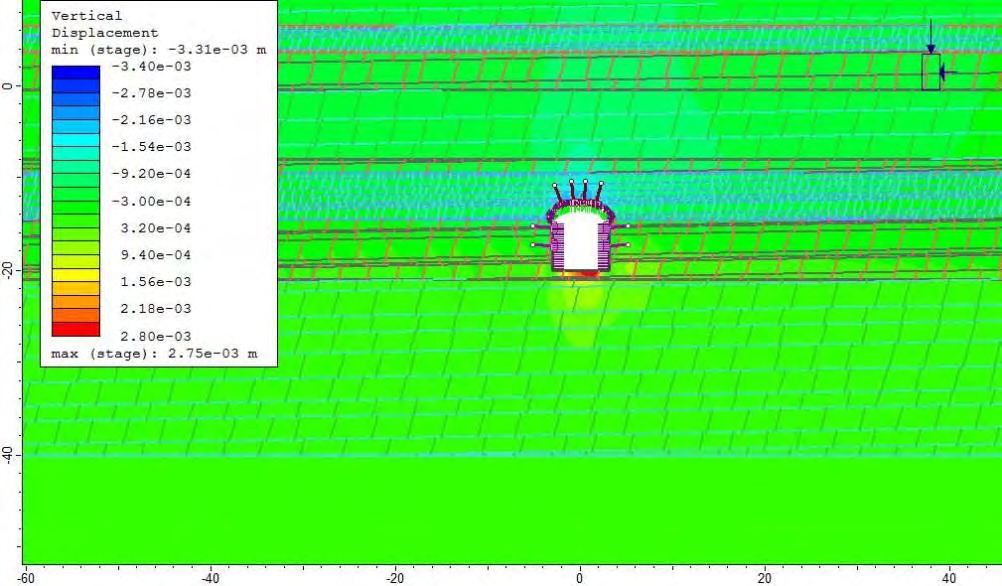 Vertical
Displacement
min (stage): -3.31e-03 m
-3.40e-03
-2.78e-03
-2.16e-03
-1.54e-03
-9.20e-04
-3.00e-04
3.20e-04
9.40e-04
1.56e-03
2.18e-03
2.80e-03
max (stage): 2.75e-03 m
0
-20
-40
-60
-40
-20
0
20
40